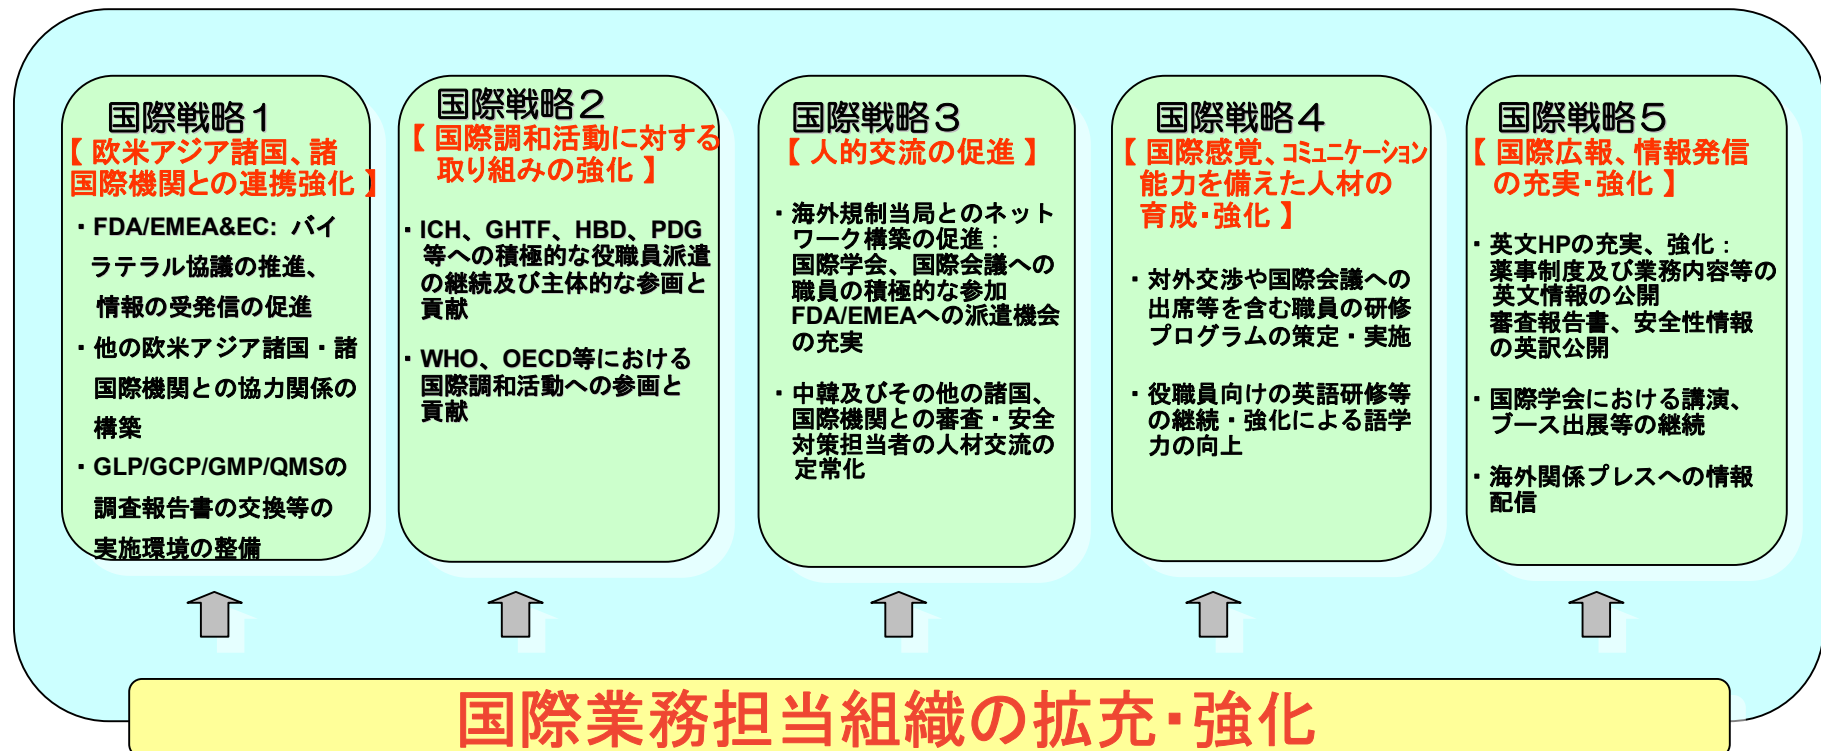 国際戦略1
【 欧米アジア諸国、諸
国際機関との連携強化 】
・FDA/EMEA&EC: バイ
ラテラル協議の推進、
情報の受発信の促進
・他の欧米アジア諸国・諸
国際機関との協力関係の
構築
・GLP/GCP/GMP/QMSの
調査報告書の交換等の
実施環境の整備
国際戦略2
【 国際調和活動に対する
取り組みの強化 】
・ICH、GHTF、HBD、PDG
等への積極的な役職員派遣
の継続及び主体的な参画と
貢献
・WHO、OECD等における
国際調和活動への参画と
貢献
国際戦略3
【 人的交流の促進 】
・海外規制当局とのネット
ワーク構築の促進：
国際学会、国際会議への
職員の積極的な参加
FDA/EMEAへの派遣機会
の充実
・中韓及びその他の諸国、
国際機関との審査・安全
対策担当者の人材交流の
定常化
国際戦略4
【 国際感覚、コミュニケーション
能力を備えた人材の
育成・強化 】
・対外交渉や国際会議への
出席等を含む職員の研修
プログラムの策定・実施
・役職員向けの英語研修等
の継続・強化による語学
力の向上
国際戦略5
【 国際広報、情報発信
の充実・強化 】
・英文HPの充実、強化：
薬事制度及び業務内容等の
英文情報の公開
審査報告書、安全性情報
の英訳公開
・国際学会における講演、
ブース出展等の継続
・海外関係プレスへの情報
配信
国際業務担当組織の拡充・強化